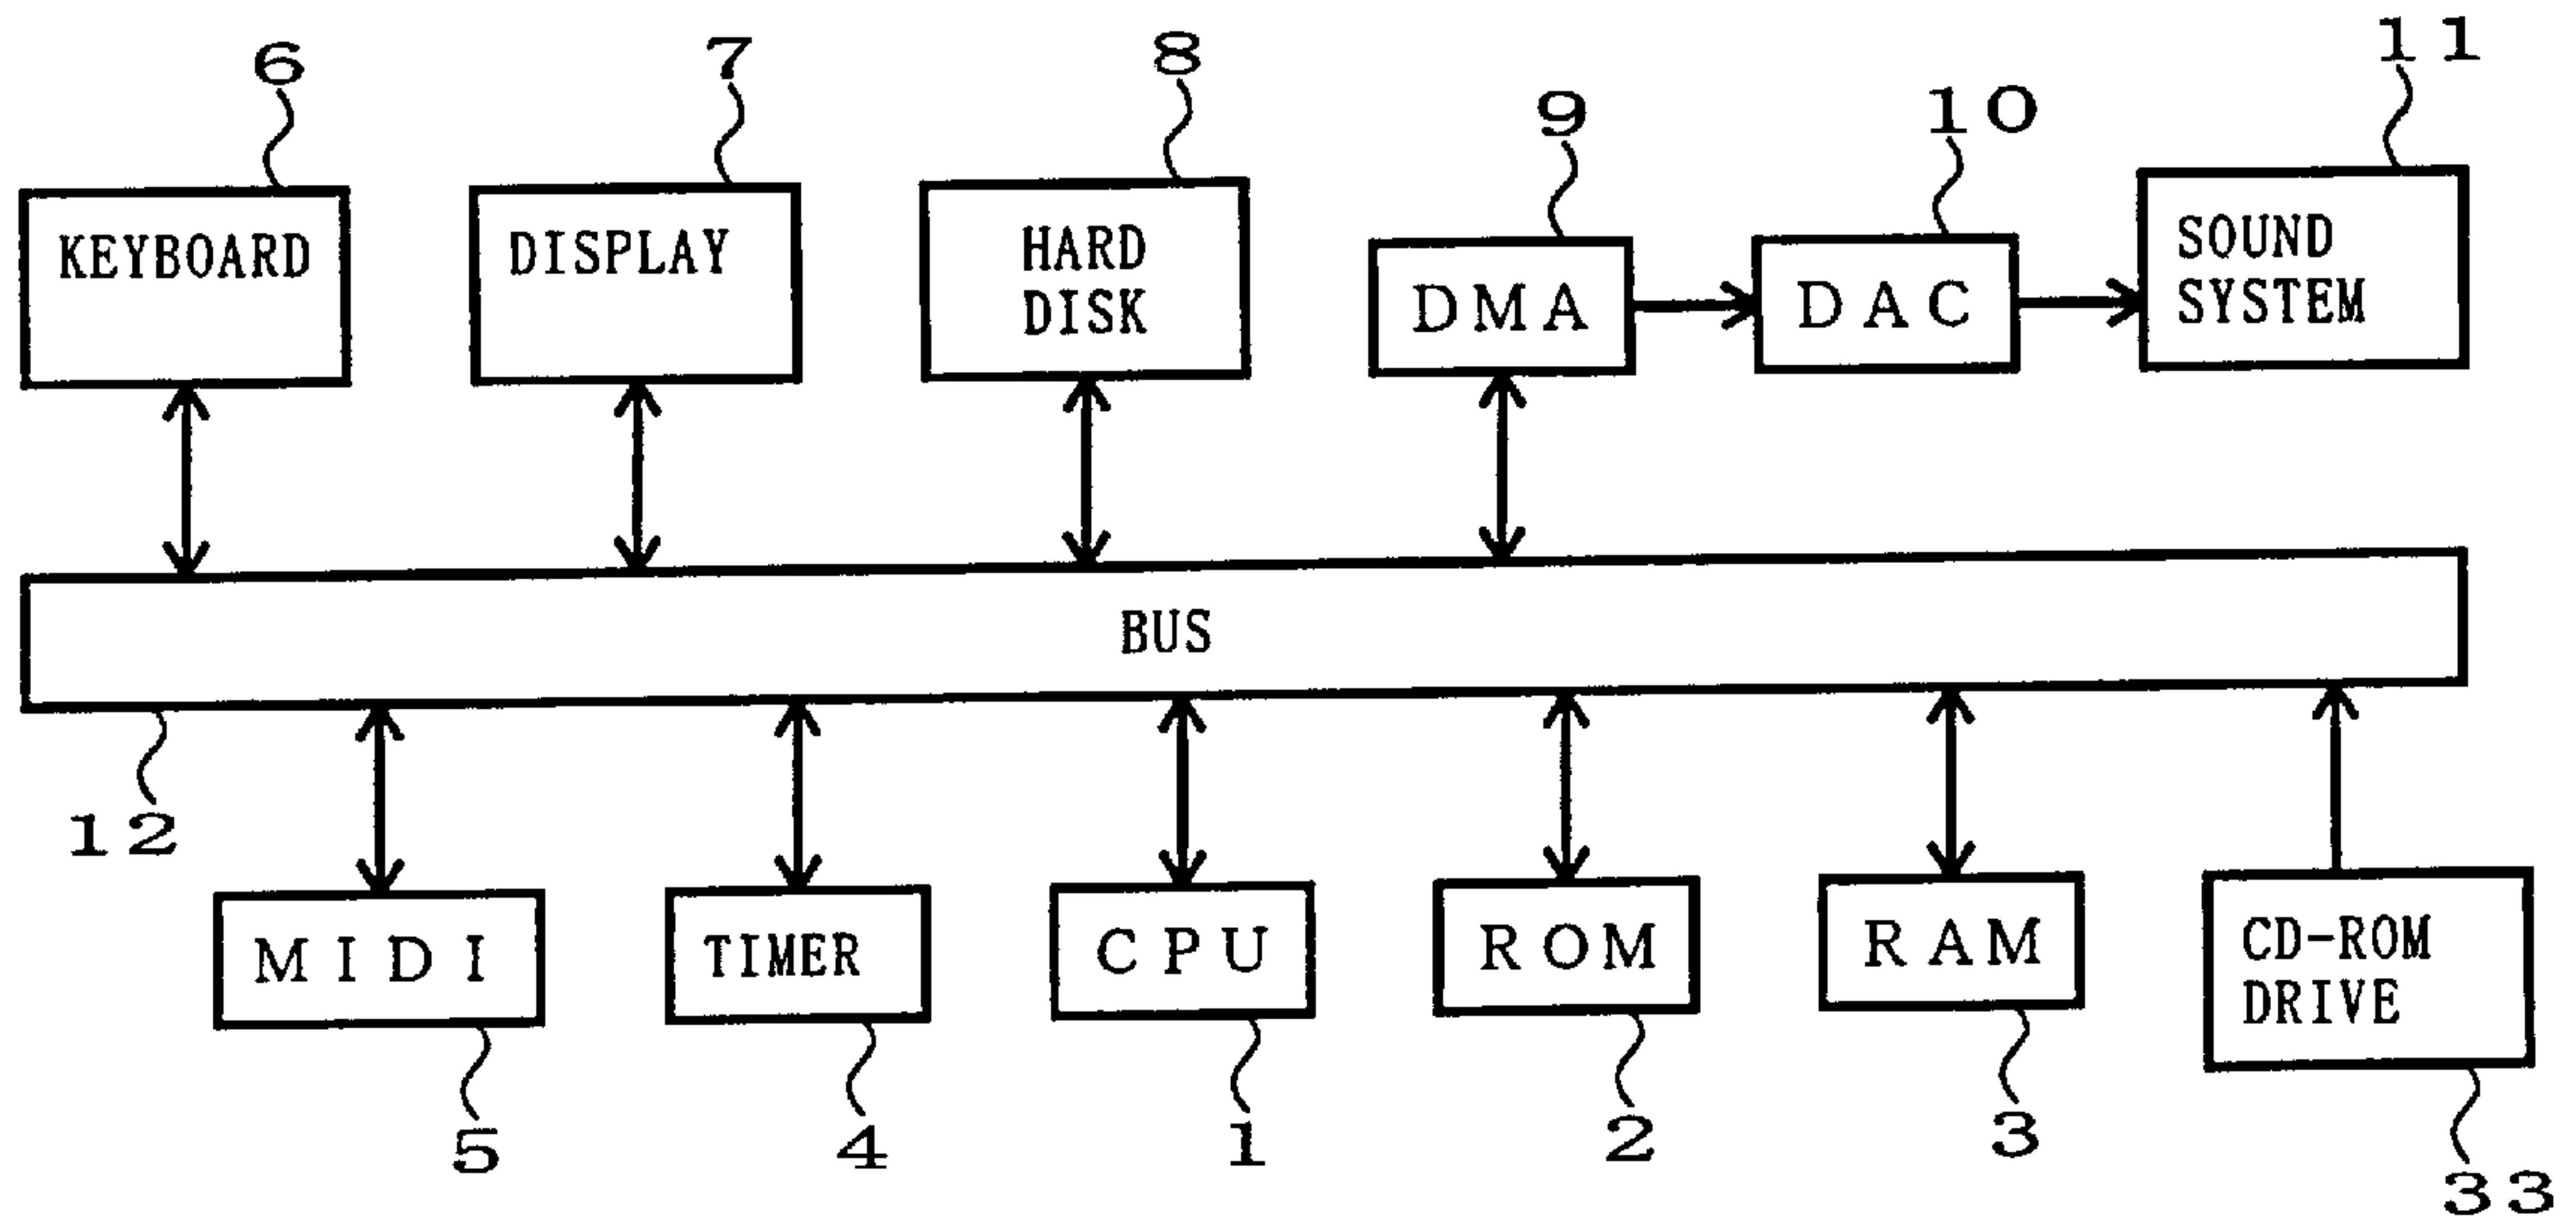 6
7
8
9
10
11
KEYBOARD
DISPLAY
HARD
DISK
DMA
DAC
SOUND
SYSTEM
BUS
12
MIDI
TIMER
CPU
ROM
RAM
CD-ROM
DRIVE
5
4
1
2
3
33